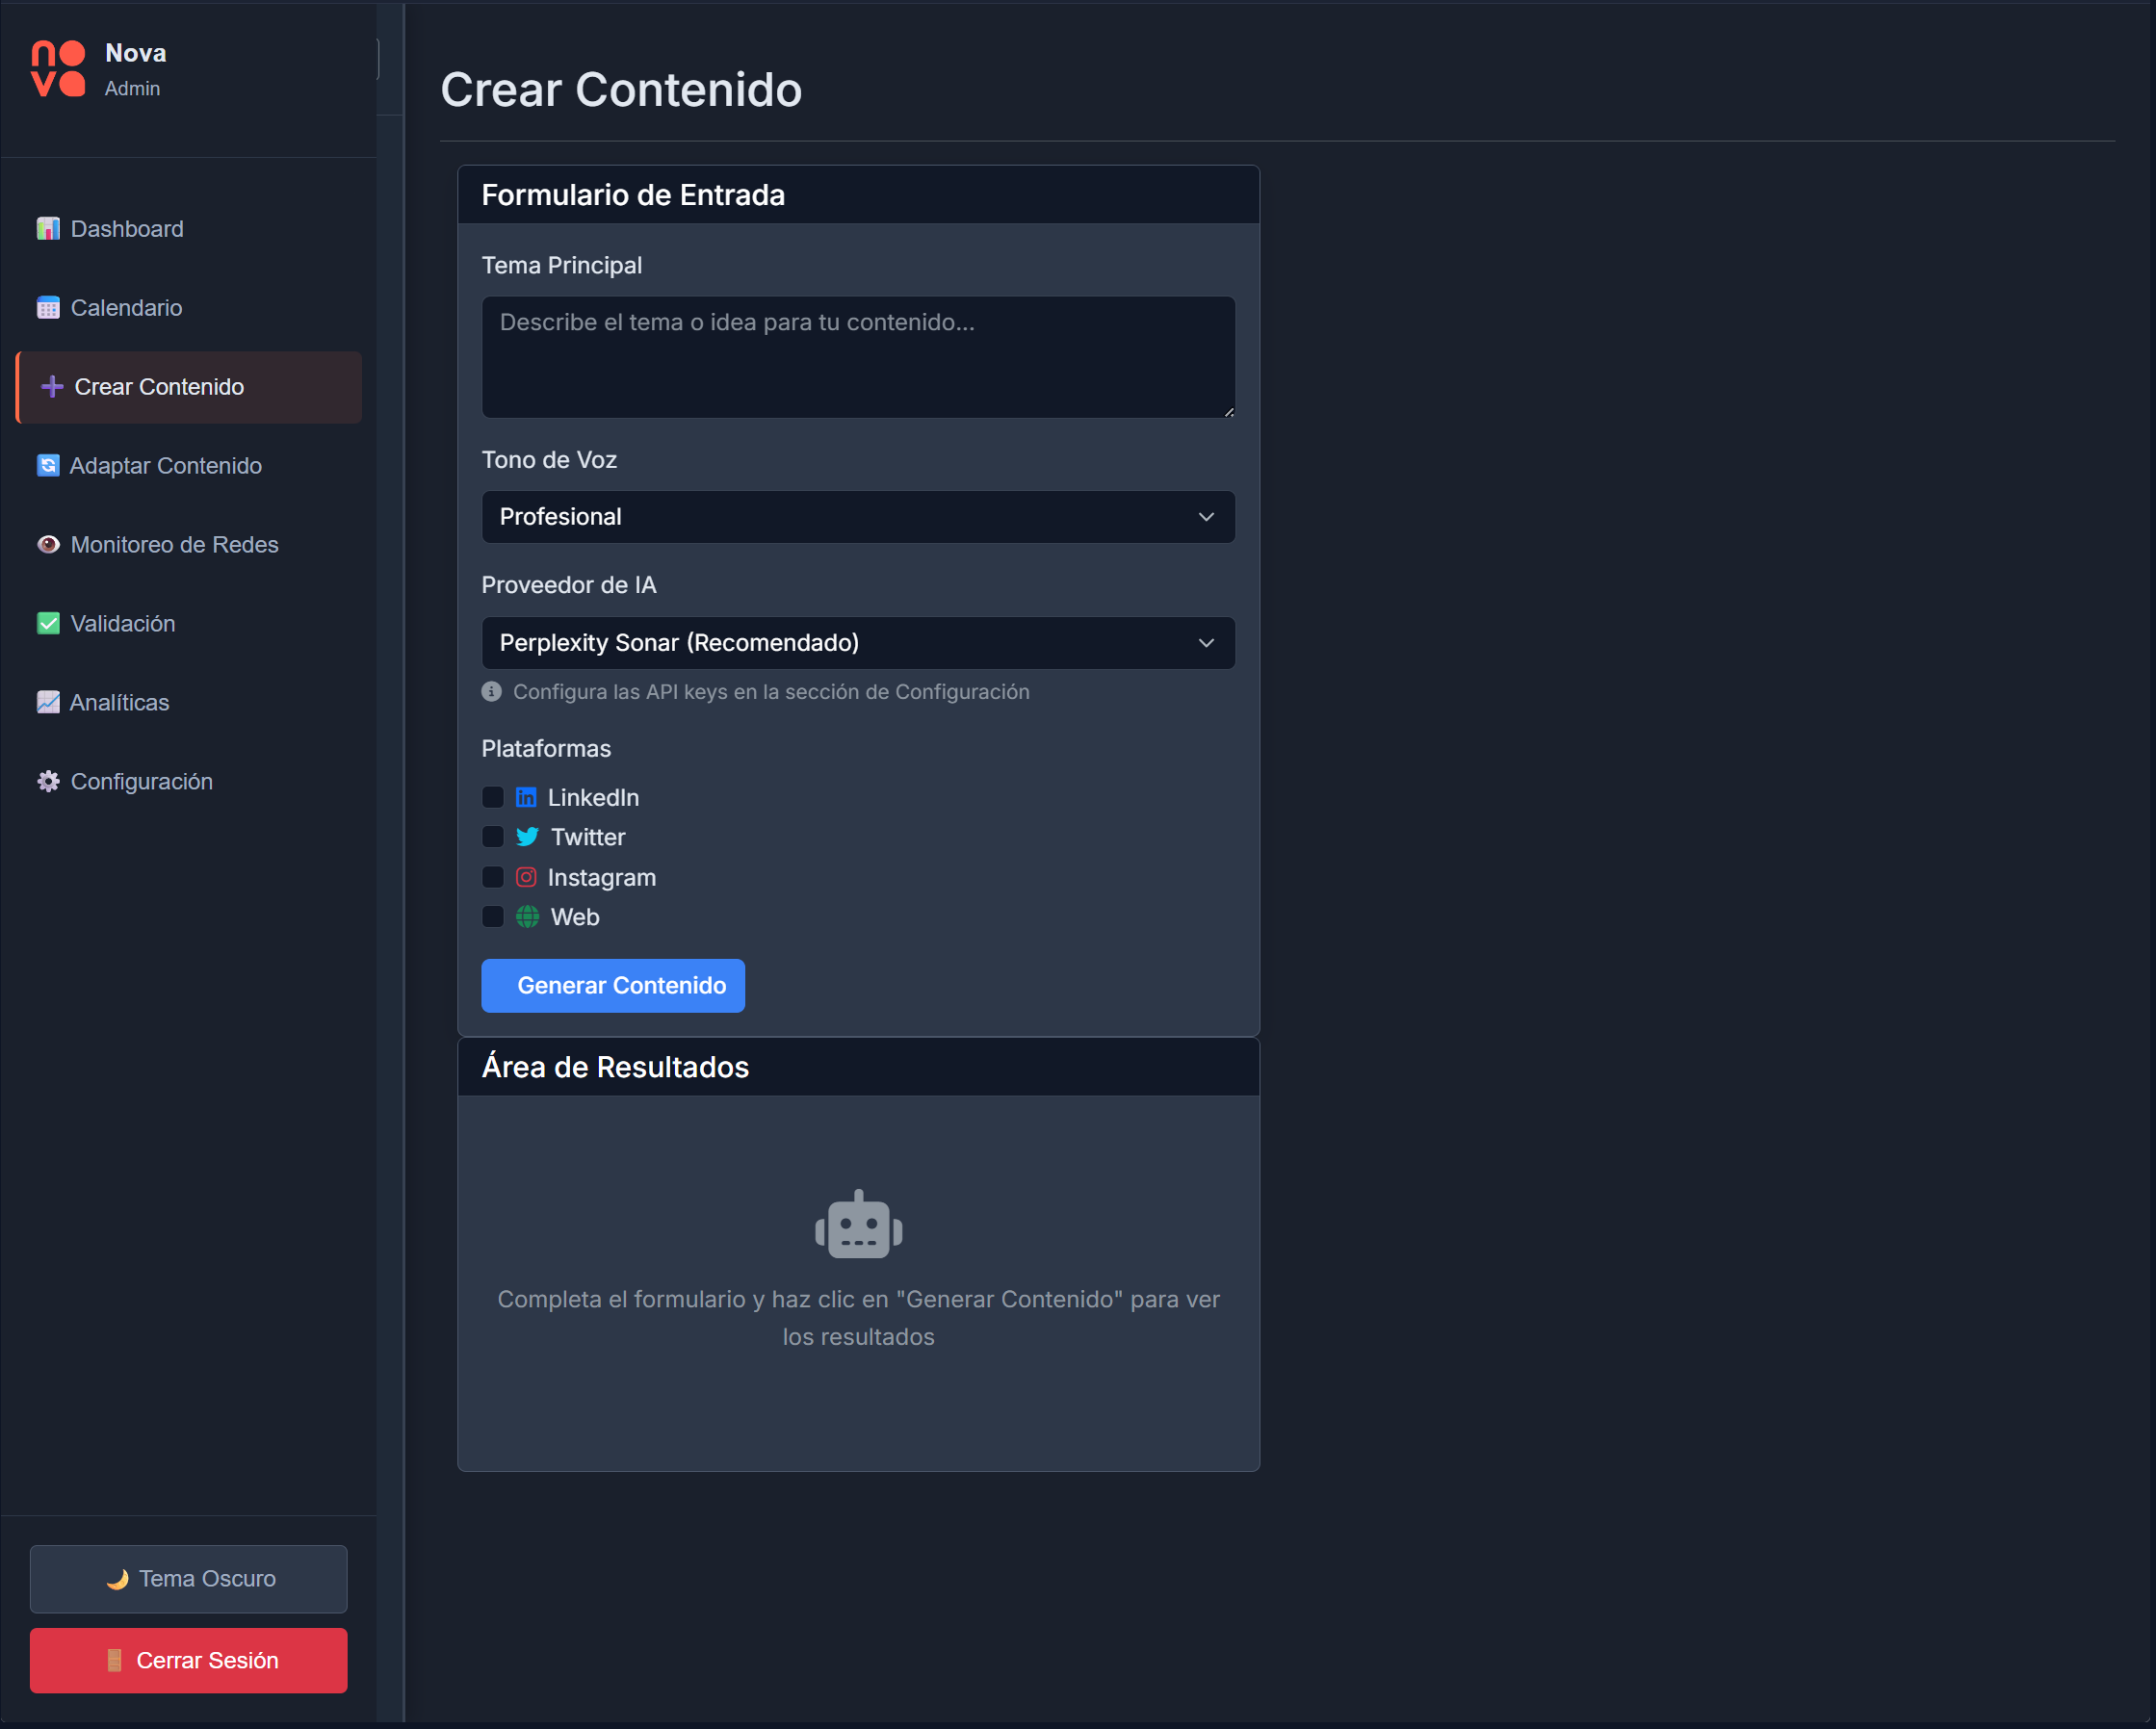 nova
Nova
Admin
Dashboard
Calendario
Crear Contenido
Adaptar Contenido
Monitoreo de Redes
Validación
Analíticas
Configuración
Tema Oscuro
Cerrar Sesión
Crear Contenido
Formulario de Entrada
Tema Principal
Describe el tema o idea para tu contenido...
Tono de Voz
Profesional
Proveedor de IA
Perplexity Sonar (Recomendado)
Configura las API keys en la sección de Configuración
Plataformas
LinkedIn
Twitter
Instagram
Web
Generar Contenido
Área de Resultados
Completa el formulario y haz clic en "Generar Contenido" para ver
los resultados